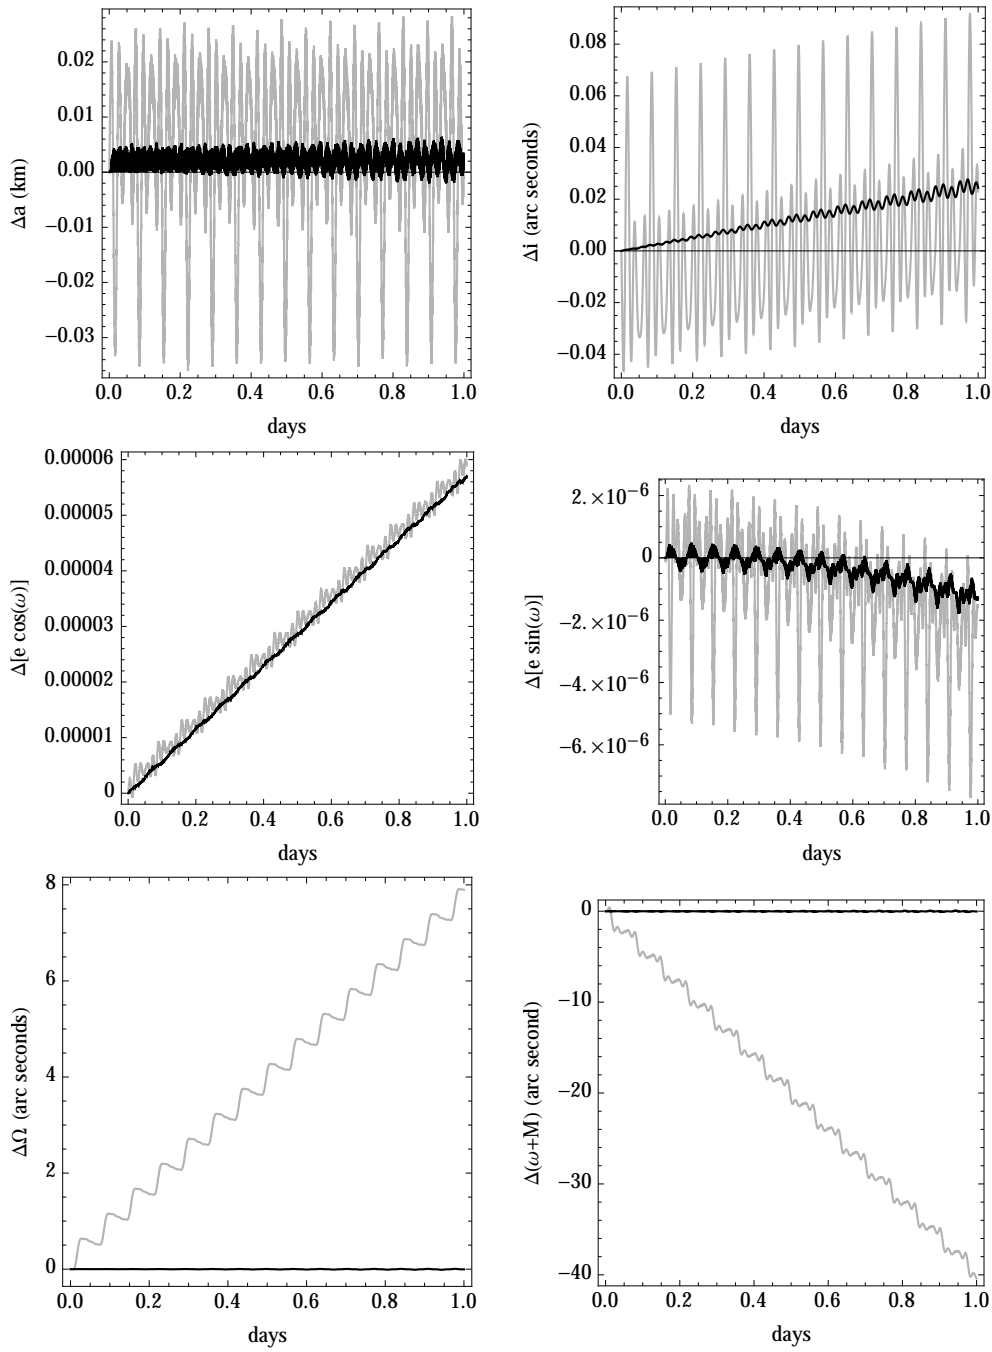 Δa (km)
0.02
0.01
0.00
−0.01
−0.02
−0.03
0.0 0.2 0.4 0.6 0.8 1.0
days
Δi (arc seconds)
0.08
0.06
0.04
0.02
0.00
−0.02
−0.04
0.0 0.2 0.4 0.6 0.8 1.0
days
Δ[e cos(ω)]
0.00006
0.00005
0.00004
0.00003
0.00002
0.00001
0
0.0 0.2 0.4 0.6 0.8 1.0
days
Δ[e sin(ω)]
2.×10⁻⁶
0
−2.×10⁻⁶
−4.×10⁻⁶
−6.×10⁻⁶
0.0 0.2 0.4 0.6 0.8 1.0
days
ΔΩ (arc seconds)
8
6
4
2
0
0.0 0.2 0.4 0.6 0.8 1.0
days
Δ(ω+M) (arc second)
0
−10
−20
−30
−40
0.0 0.2 0.4 0.6 0.8 1.0
days